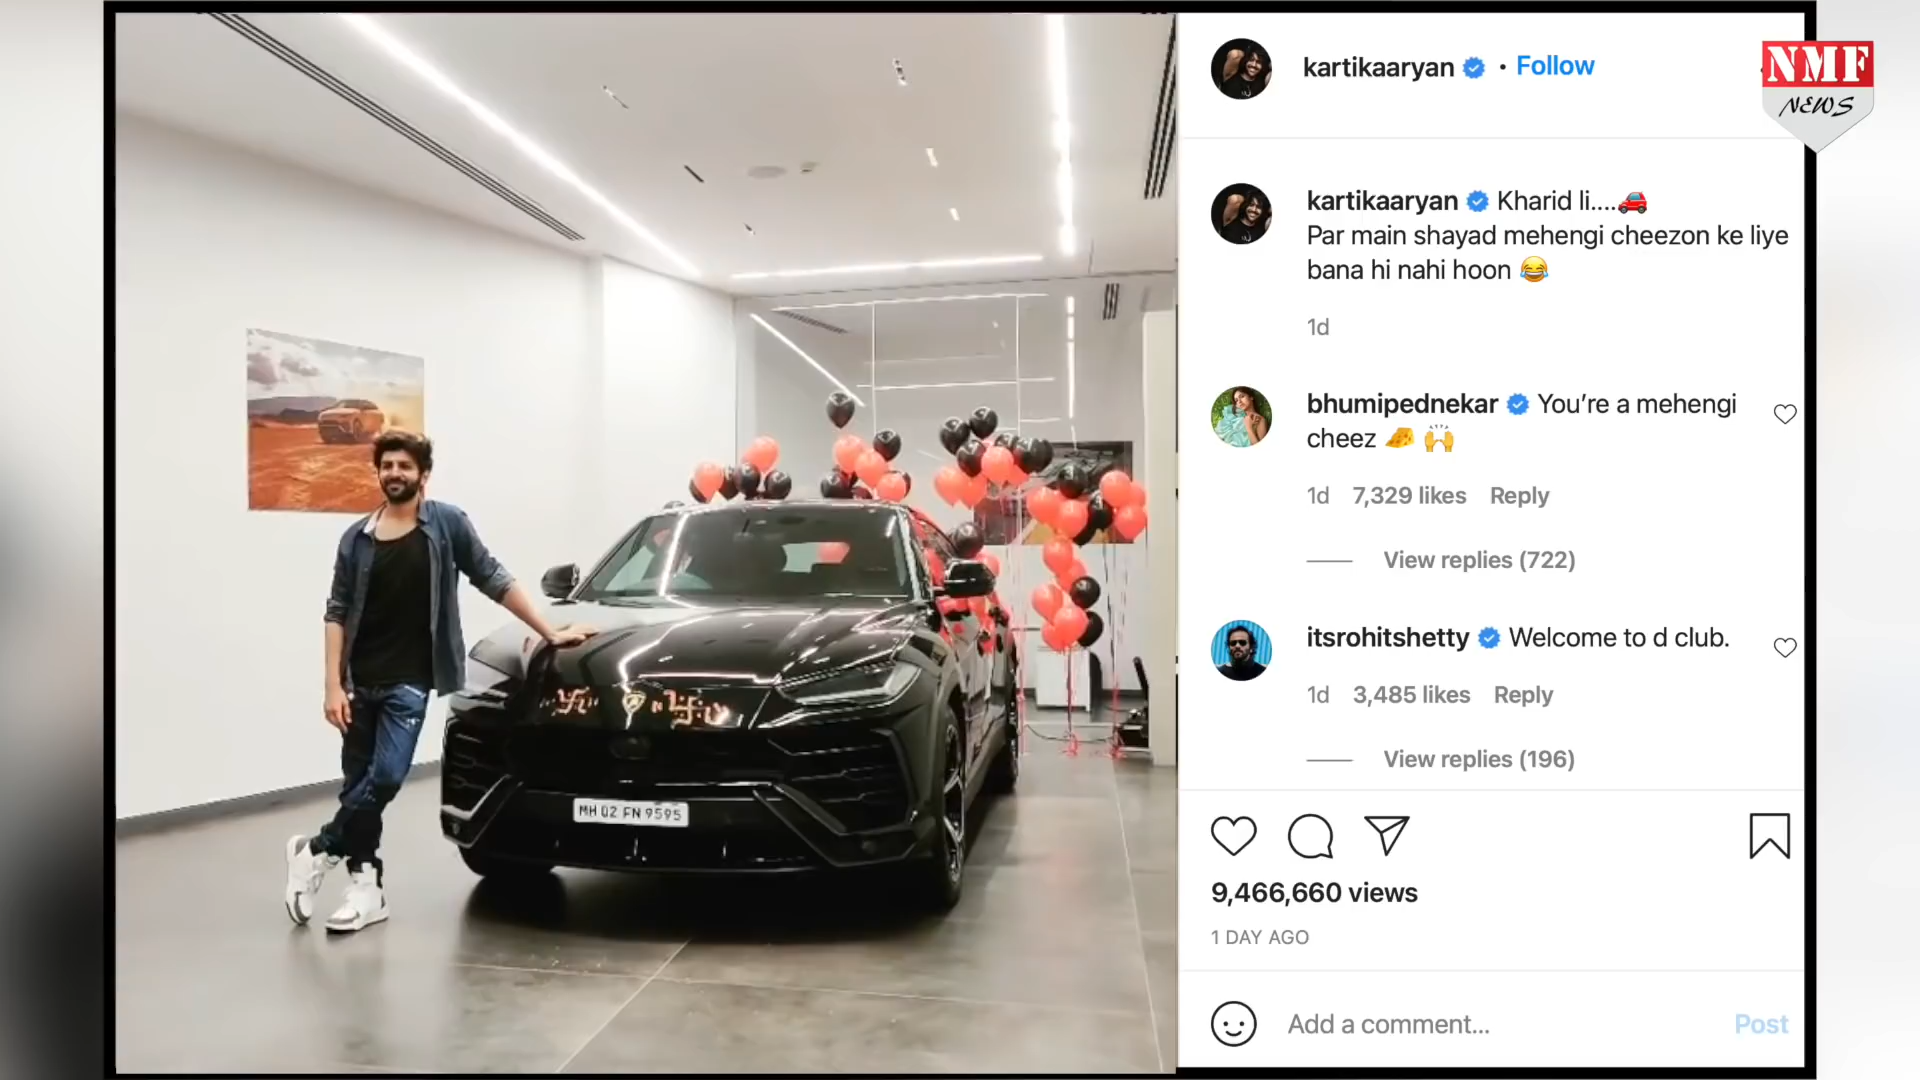 NMF
NEWS
kartikaaryan • Follow
kartikaaryan Kharid li....🚗
Par main shayad mehengi cheezon ke liye
bana hi nahi hoon 😂
1d
bhumipednekar You’re a mehengi
cheez 🧀 🙌
1d 7,329 likes Reply
View replies (722)
itsrohitshetty Welcome to d club.
1d 3,485 likes Reply
View replies (196)
MH 02 FN 9595
9,466,660 views
1 DAY AGO
Add a comment... Post